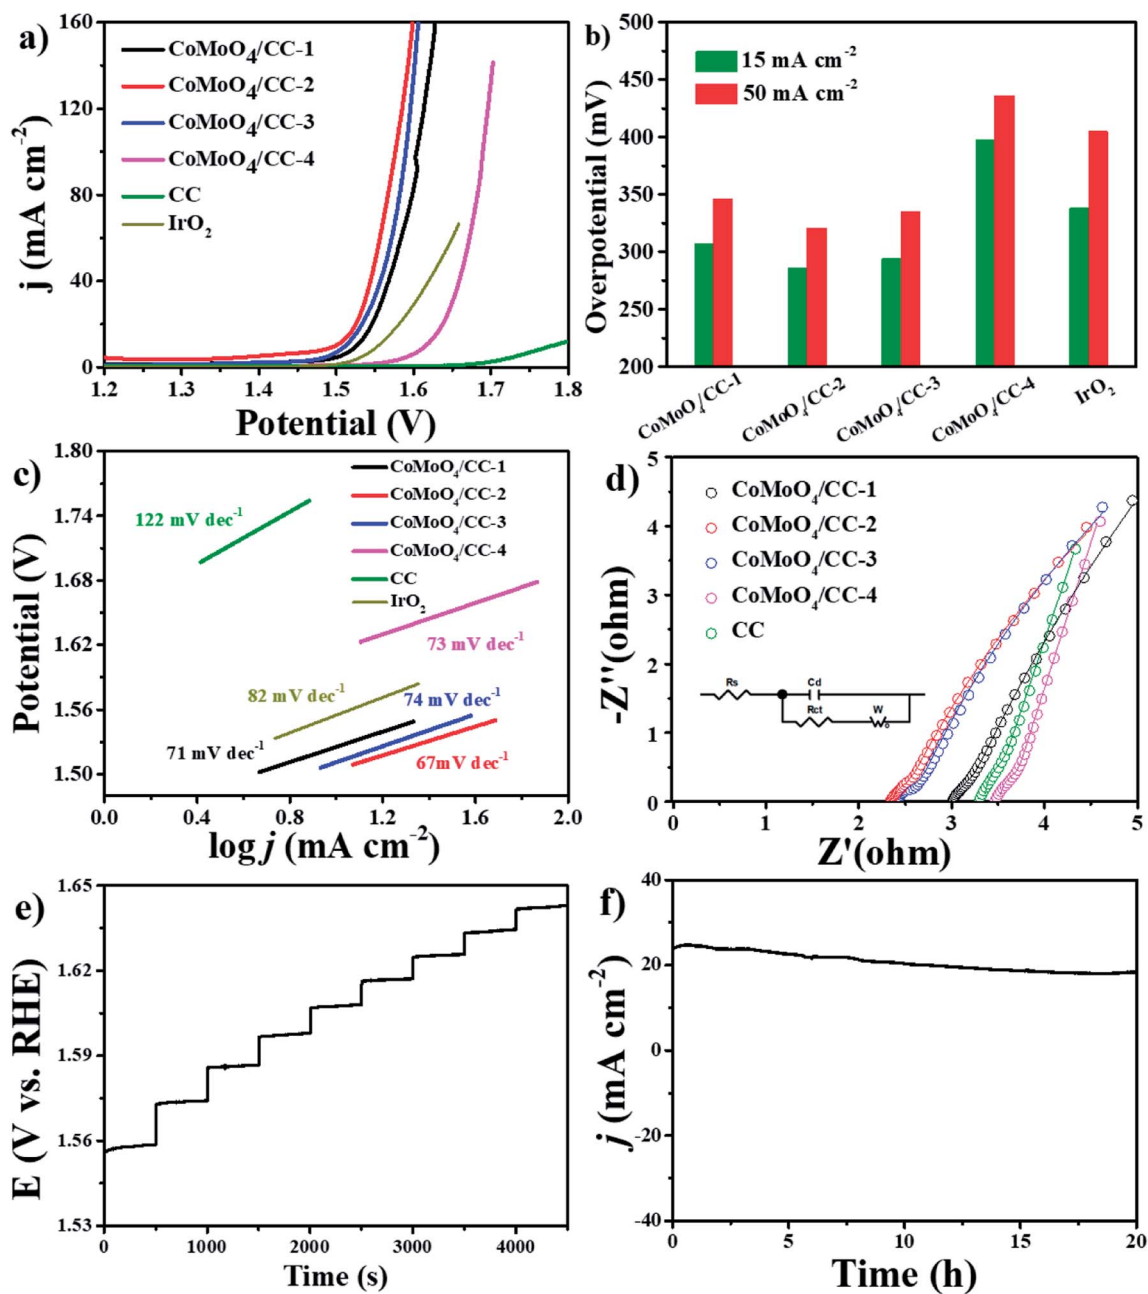 a)
160
120
80
40
0
1.2 1.3 1.4 1.5 1.6 1.7 1.8
j (mA cm⁻²)
Potential (V)
CoMoO₄/CC-1
CoMoO₄/CC-2
CoMoO₄/CC-3
CoMoO₄/CC-4
CC
IrO₂
b)
500
450
400
350
300
250
200
Overpotential (mV)
15 mA cm⁻²
50 mA cm⁻²
CoMoO₄/CC-1
CoMoO₄/CC-2
CoMoO₄/CC-3
CoMoO₄/CC-4
IrO₂
c)
1.80
1.74
1.68
1.62
1.56
1.50
0.0 0.4 0.8 1.2 1.6 2.0
Potential (V)
log j (mA cm⁻²)
CoMoO₄/CC-1
CoMoO₄/CC-2
CoMoO₄/CC-3
CoMoO₄/CC-4
CC
IrO₂
122 mV dec⁻¹
73 mV dec⁻¹
82 mV dec⁻¹
74 mV dec⁻¹
71 mV dec⁻¹
67mV dec⁻¹
d)
5
4
3
2
1
0
0 1 2 3 4 5
-Z''(ohm)
Z'(ohm)
CoMoO₄/CC-1
CoMoO₄/CC-2
CoMoO₄/CC-3
CoMoO₄/CC-4
CC
Rs
Cd
Rct
W₀
e)
1.65
1.62
1.59
1.56
1.53
0 1000 2000 3000 4000
E (V vs. RHE)
Time (s)
f)
40
20
0
-20
-40
0 5 10 15 20
j (mA cm⁻²)
Time (h)